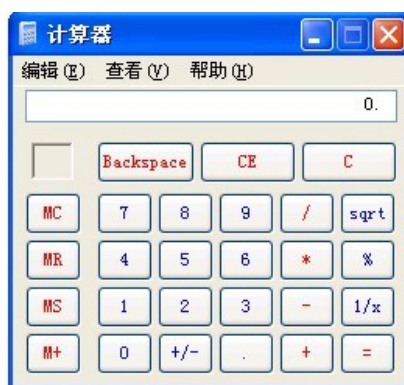 计算器
编辑(E) 查看(V) 帮助(H)
0.
Backspace CE C
MC 7 8 9 / sqrt
MR 4 5 6 * %
MS 1 2 3 - 1/x
M+ 0 +/- . + =